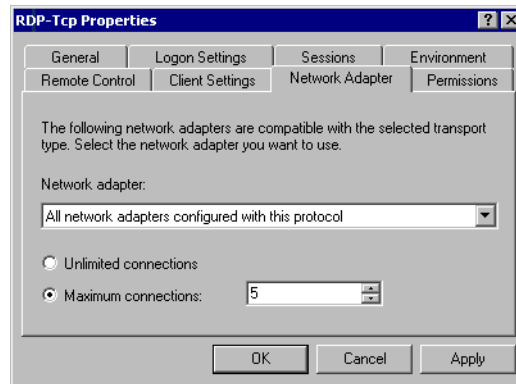 RDP-Tcp Properties
General Logon Settings Sessions Environment
Remote Control Client Settings Network Adapter Permissions
The following network adapters are compatible with the selected transport
type. Select the network adapter you want to use.
Network adapter:
All network adapters configured with this protocol
Unlimited connections
Maximum connections: 5
OK Cancel Apply